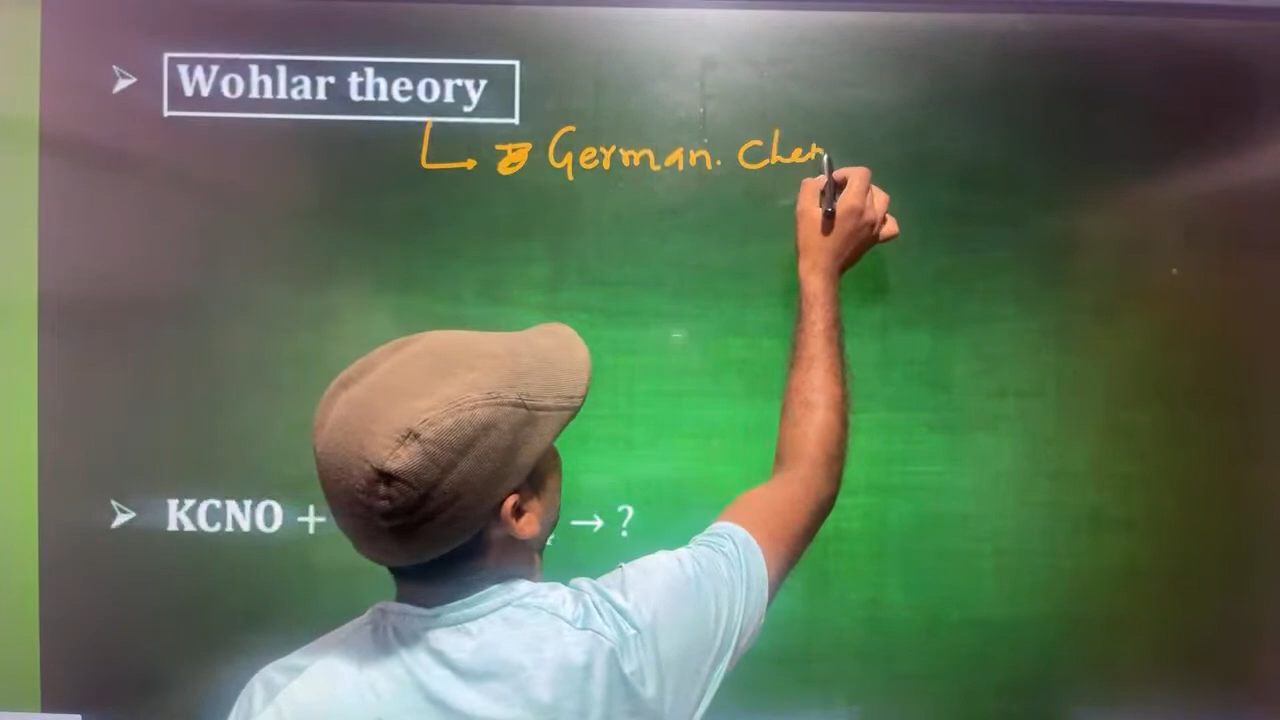 ➢ Wohlar theory
German. Chem
➢ KCNO + → ?